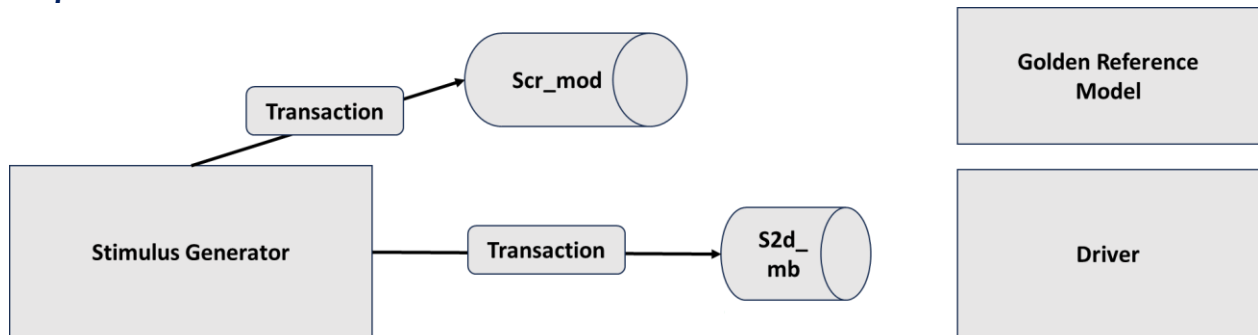 Scr_mod
Golden Reference
Model
Transaction
Stimulus Generator
Transaction
S2d_
mb
Driver